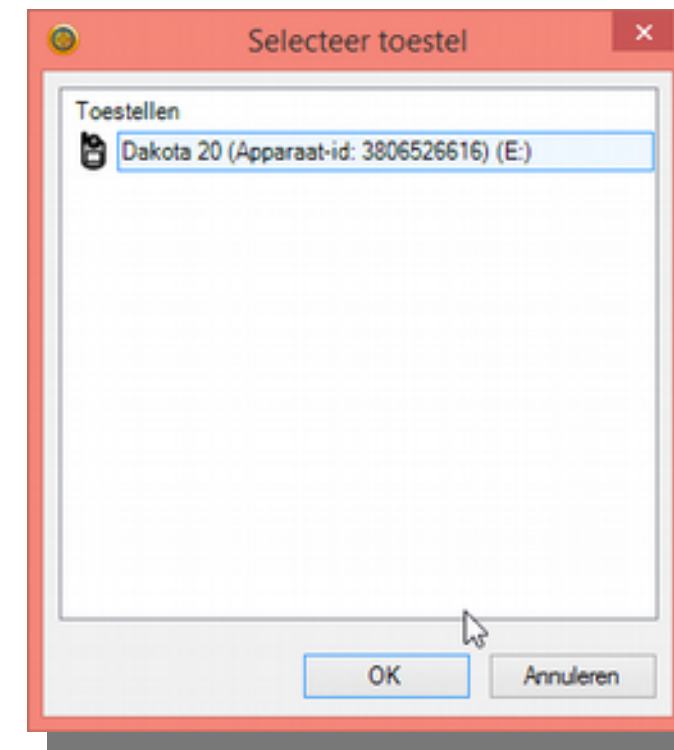 Selecteer toestel
Toestellen
Dakota 20 (Apparaat-id: 3806526616) (E:)
OK
Annuleren